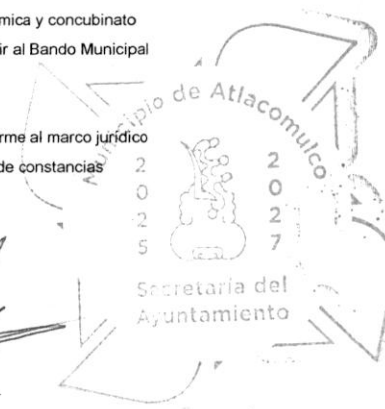 mica y concubinato
ir al Bando Municipal
rme al marco jurídico
de constancias
Municipio de Atlacomulco
2025
2027
Secretaría del
Ayuntamiento